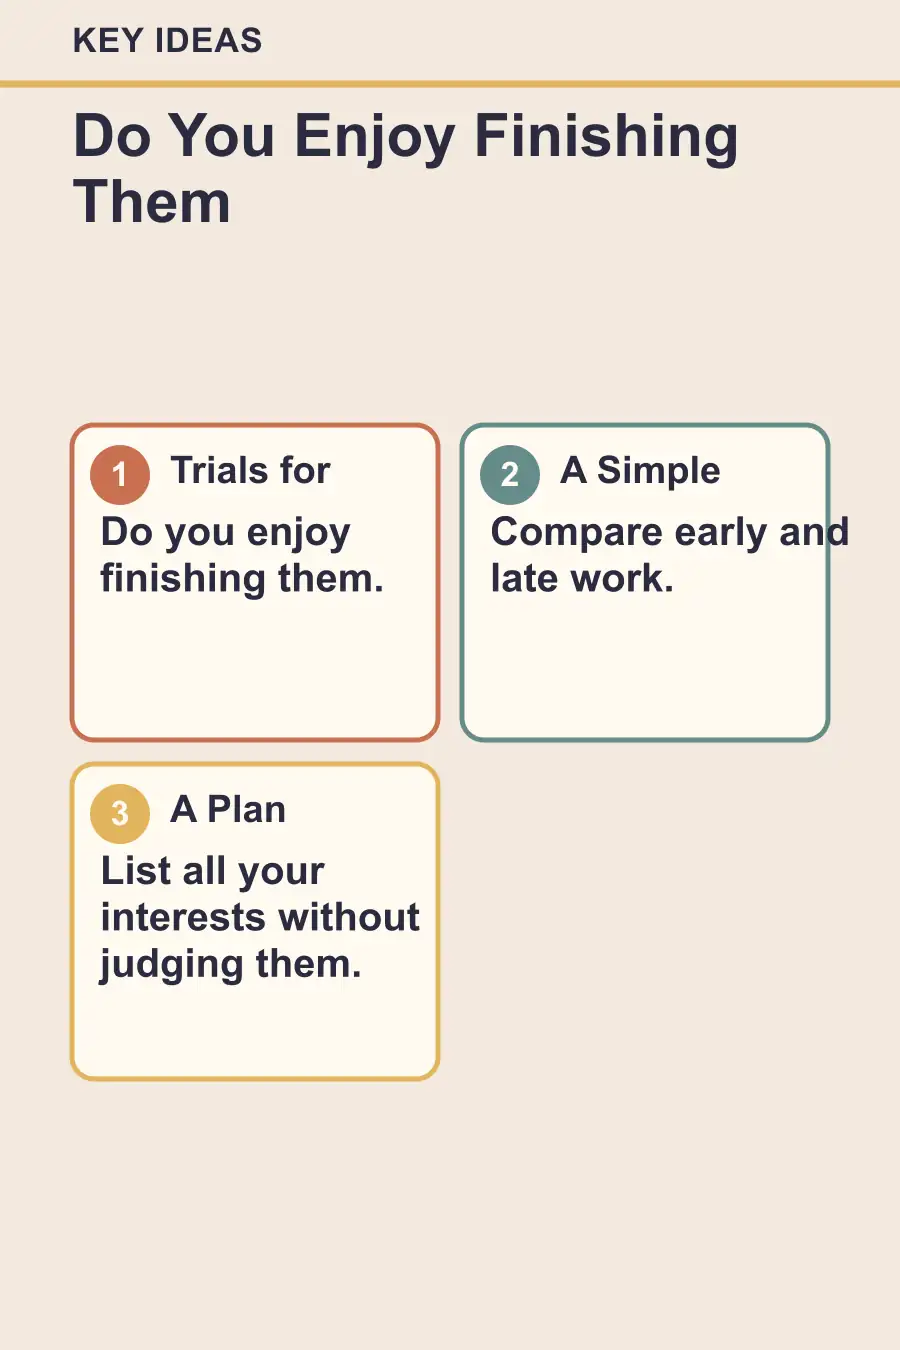 KEY IDEAS
Do You Enjoy Finishing
Them
1 Trials for
Do you enjoy
finishing them.
2 A Simple
Compare early and
late work.
3 A Plan
List all your
interests without
judging them.